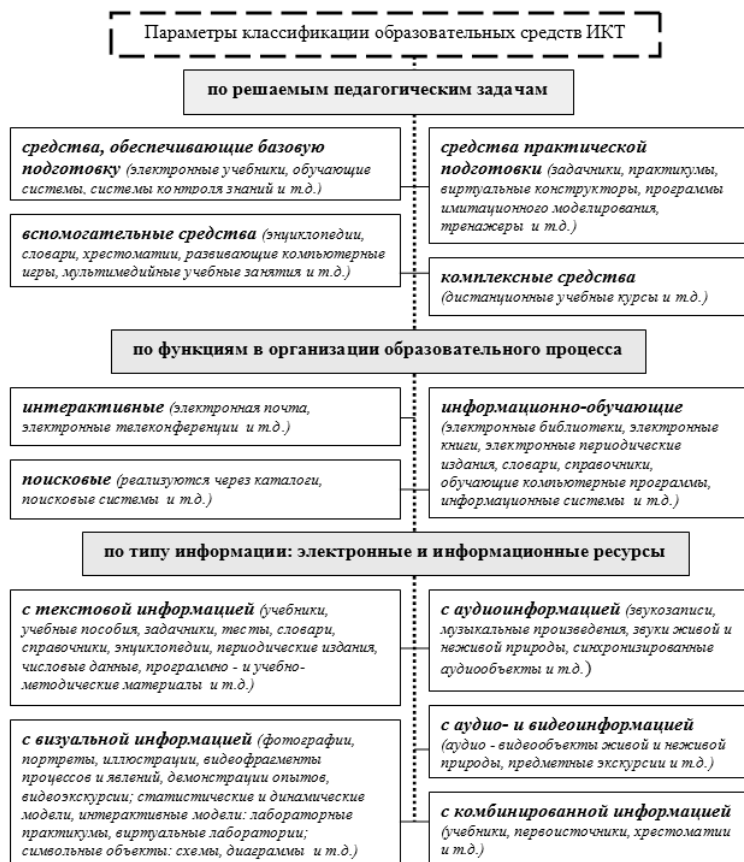 Параметры классификации образовательных средств ИКТ
по решаемым педагогическим задачам
средства, обеспечивающие базовую
подготовку (электронные учебники, обучающие
системы, системы контроля знаний и т.д.)
средства практической
подготовки (задачники, практикумы,
виртуальные конструкторы, программы
имитационного моделирования,
тренажеры и т.д.)
вспомогательные средства (энциклопедии,
словари, хрестоматии, развивающие компьютерные
игры, мультимедийные учебные занятия и т.д.)
комплексные средства
(дистанционные учебные курсы и т.д.)
по функциям в организации образовательного процесса
интерактивные (электронная почта,
электронные телеконференции и т.д.)
информационно-обучающие
(электронные библиотеки, электронные
книги, электронные периодические
издания, словари, справочники,
обучающие компьютерные программы,
информационные системы и т.д.)
поисковые (реализуются через каталоги,
поисковые системы и т.д.)
по типу информации: электронные и информационные ресурсы
с текстовой информацией (учебники,
учебные пособия, задачники, тесты, словари,
справочники, энциклопедии, периодические издания,
числовые данные, программно - и учебно-
методические материалы и т.д.)
с аудиоинформацией (звукозаписи,
музыкальные произведения, звуки живой и
неживой природы, синхронизированные
аудиообъекты и т.д.)
с визуальной информацией (фотографии,
портреты, иллюстрации, видеофрагменты
процессов и явлений, демонстрации опытов,
видеоэкскурсии; статистические и динамические
модели, интерактивные модели: лабораторные
практикумы, виртуальные лаборатории;
символьные объекты: схемы, диаграммы и т.д.)
с аудио- и видеоинформацией
(аудио - видеообъекты живой и неживой
природы, предметные экскурсии и т.д.)
с комбинированной информацией
(учебники, первоисточники, хрестоматии
и т.д.)